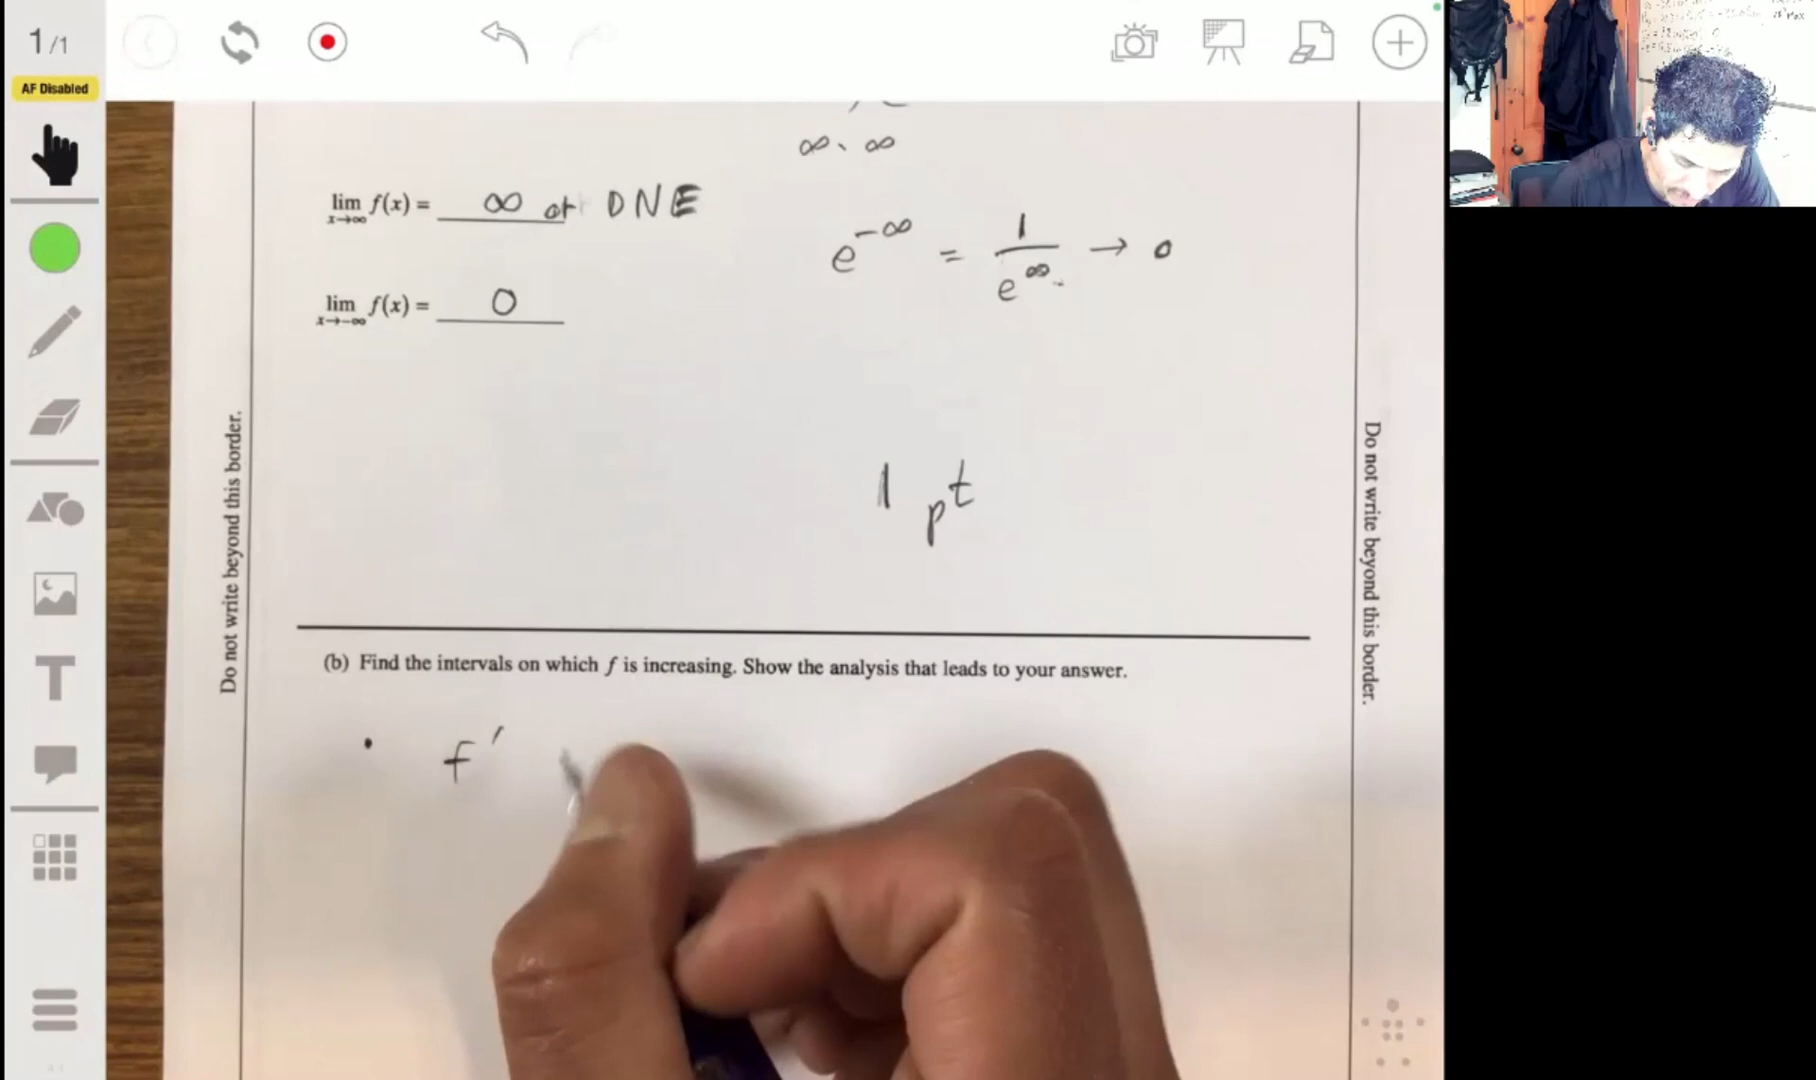 1/1
AF Disabled
∞ · ∞
lim x→∞ f(x) = ∞ or DNE
e^-∞ = 1/e^∞ → 0
lim x→-∞ f(x) = 0
1 pt
Do not write beyond this border.
Do not write beyond this border.
(b) Find the intervals on which f is increasing. Show the analysis that leads to your answer.
• f'
T